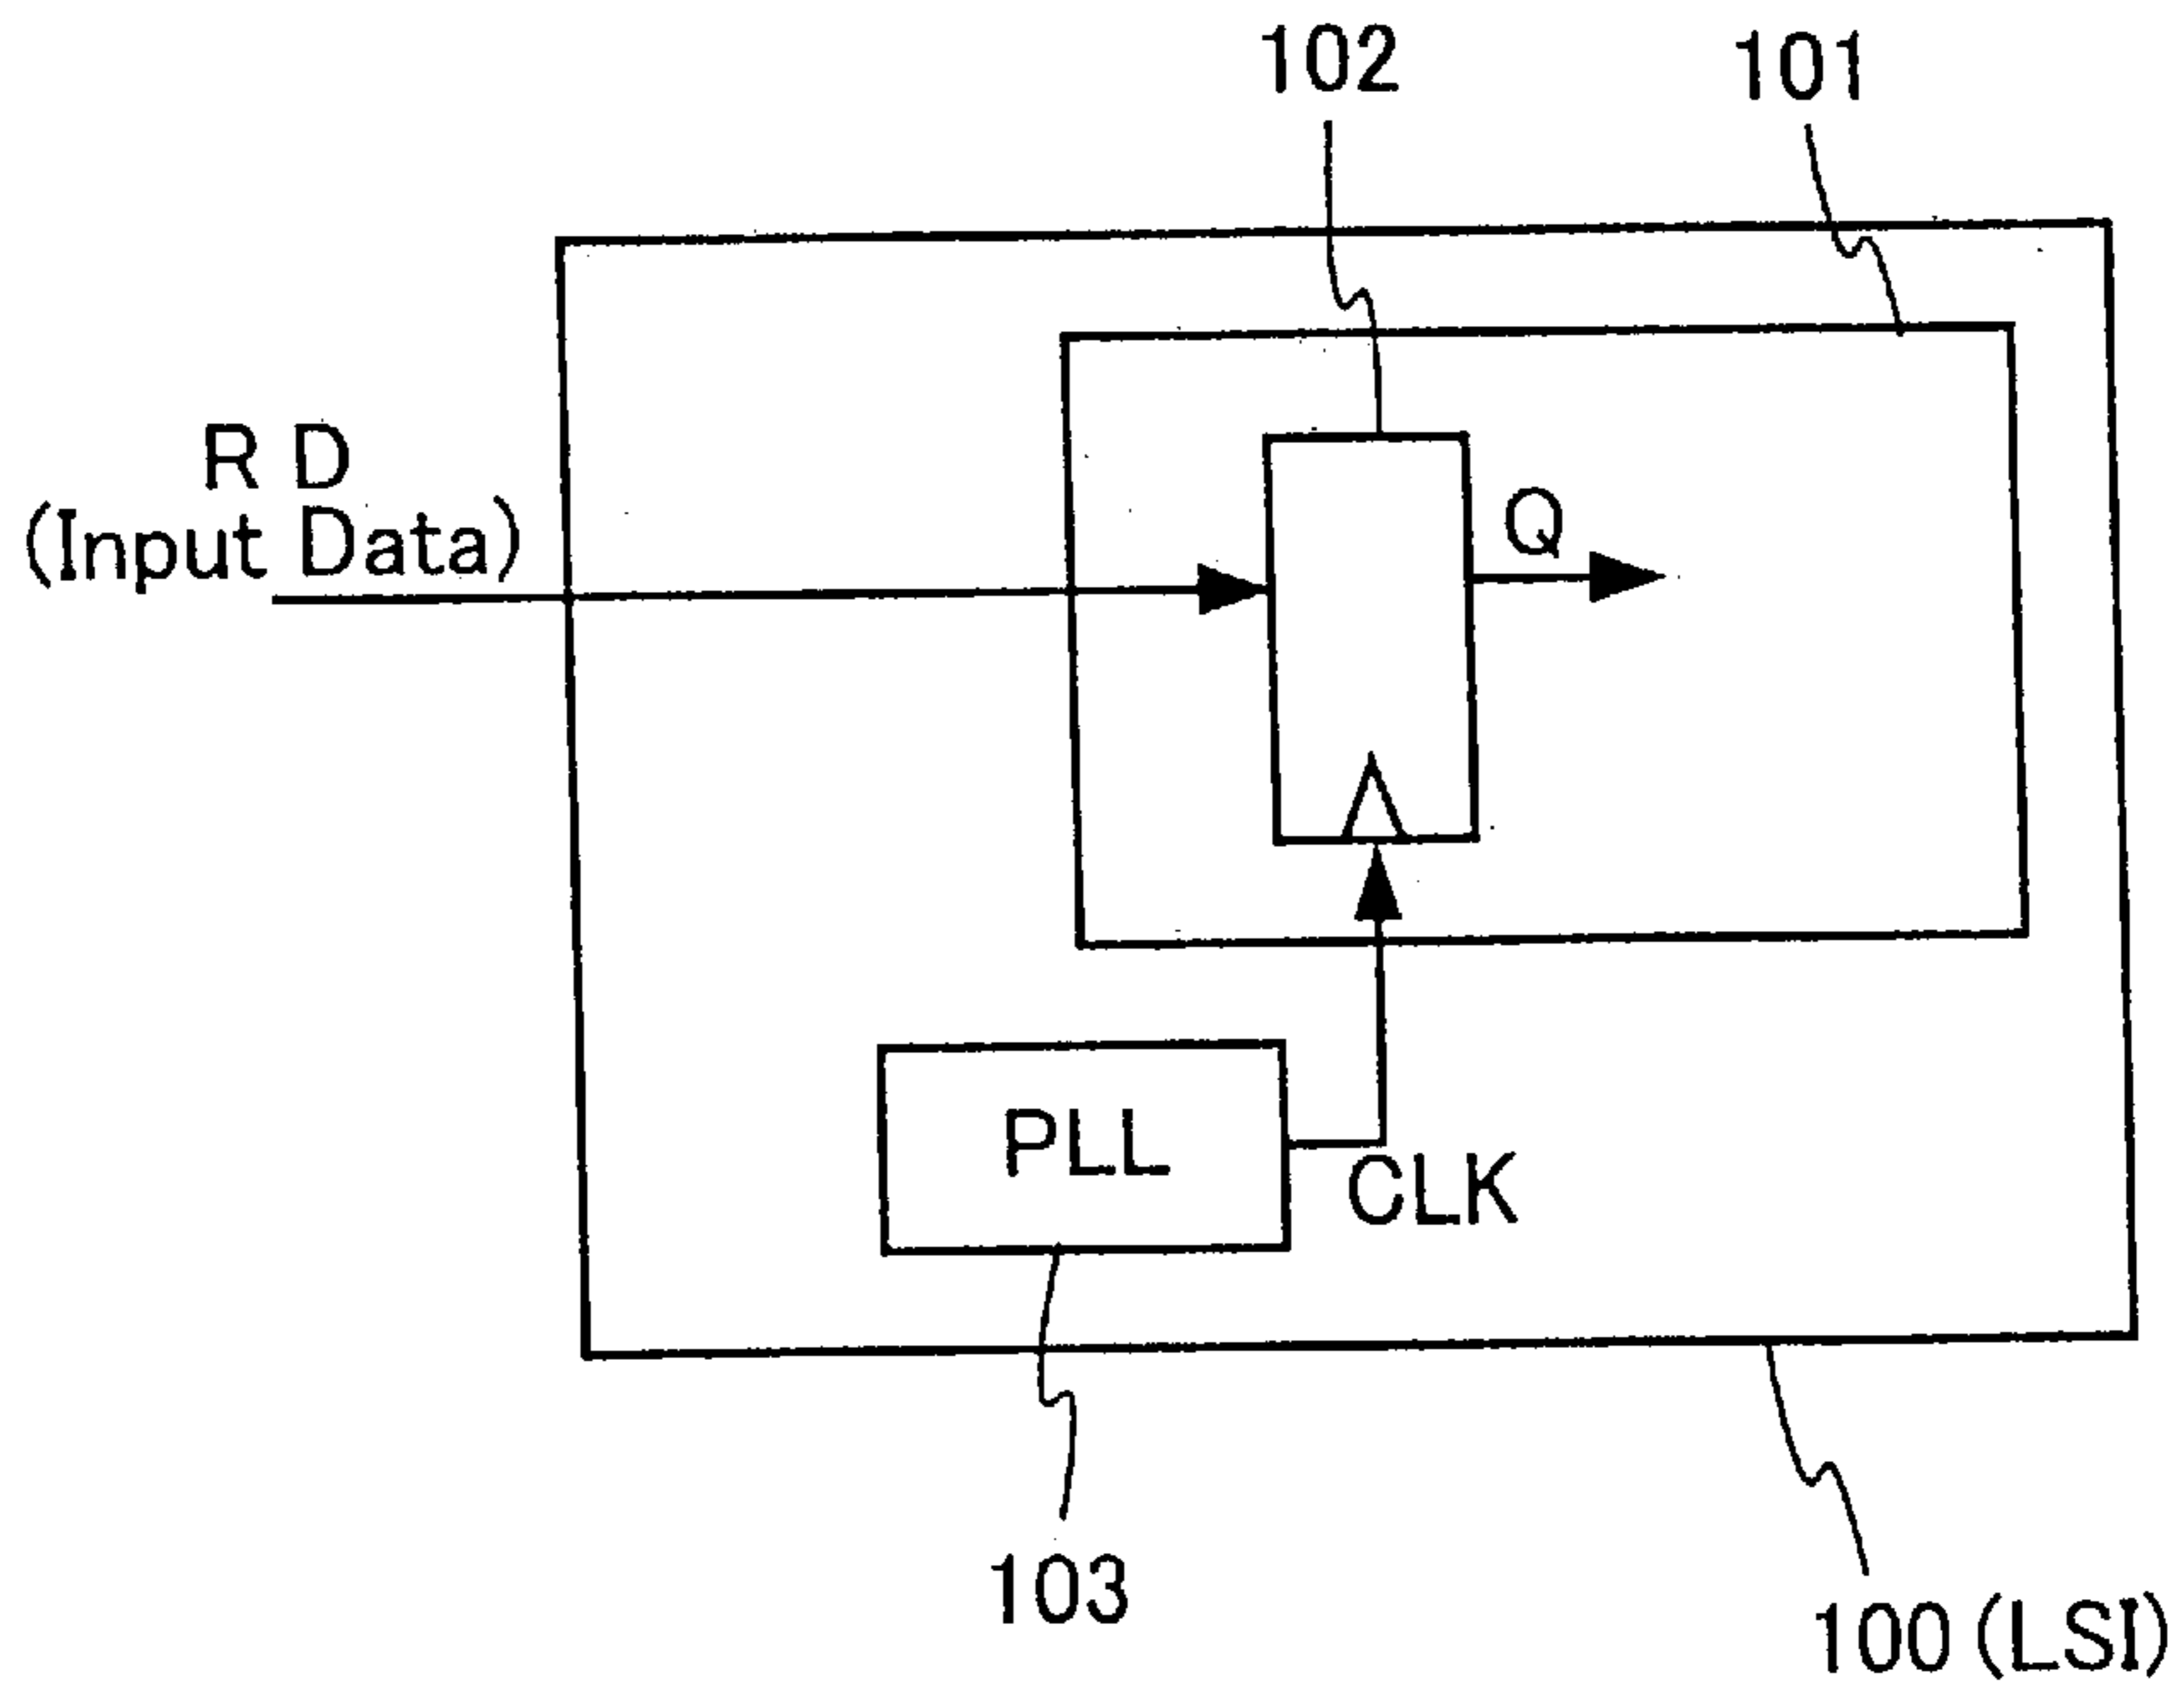 102
101
R D
(Input Data)
Q
PLL
CLK
103
100 (LSI)